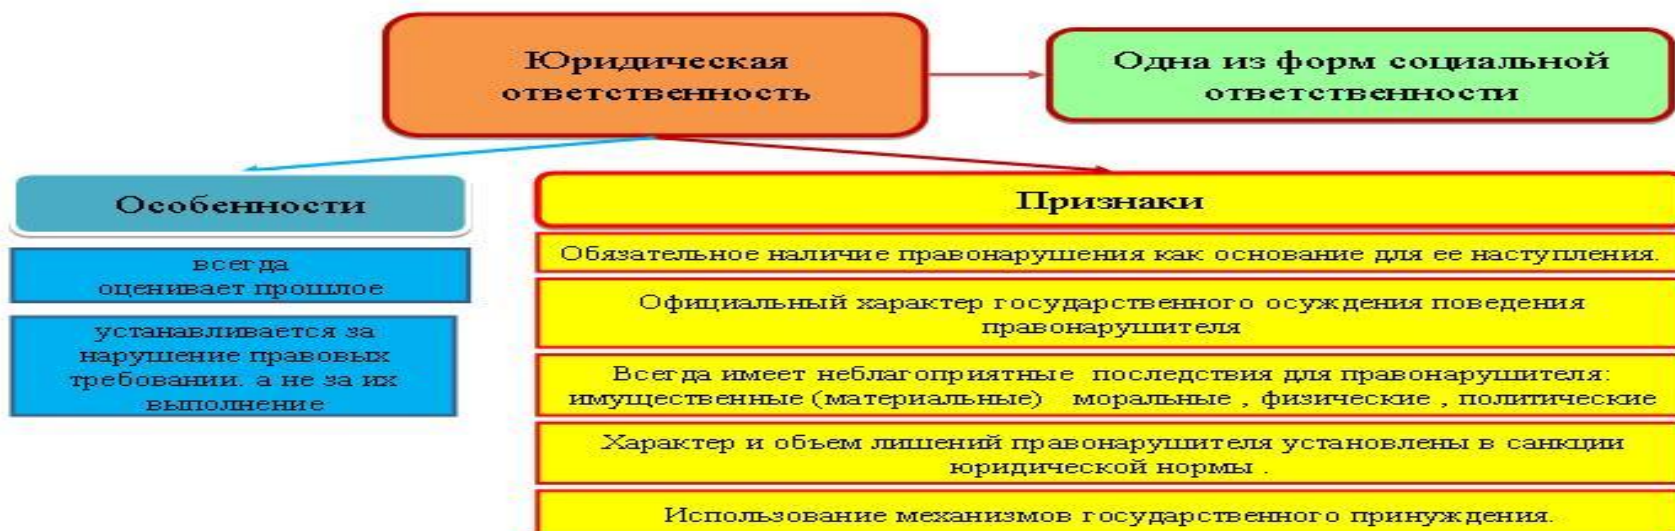 Юридическая
ответственность
Одна из форм социальной
ответственности
Особенности
всегда
оценивает прошлое
устанавливается за
нарушение правовых
требовании. а не за их
выполнение
Признаки
Обязательное наличие правонарушения как основание для ее наступления.
Официальный характер государственного осуждения поведения
правонарушителя
Всегда имеет неблагоприятные последствия для правонарушителя:
имущественные (материальные) моральные , физические , политические
Характер и объем лишений правонарушителя установлены в санкции
юридической нормы .
Использование механизмов государственного принуждения.